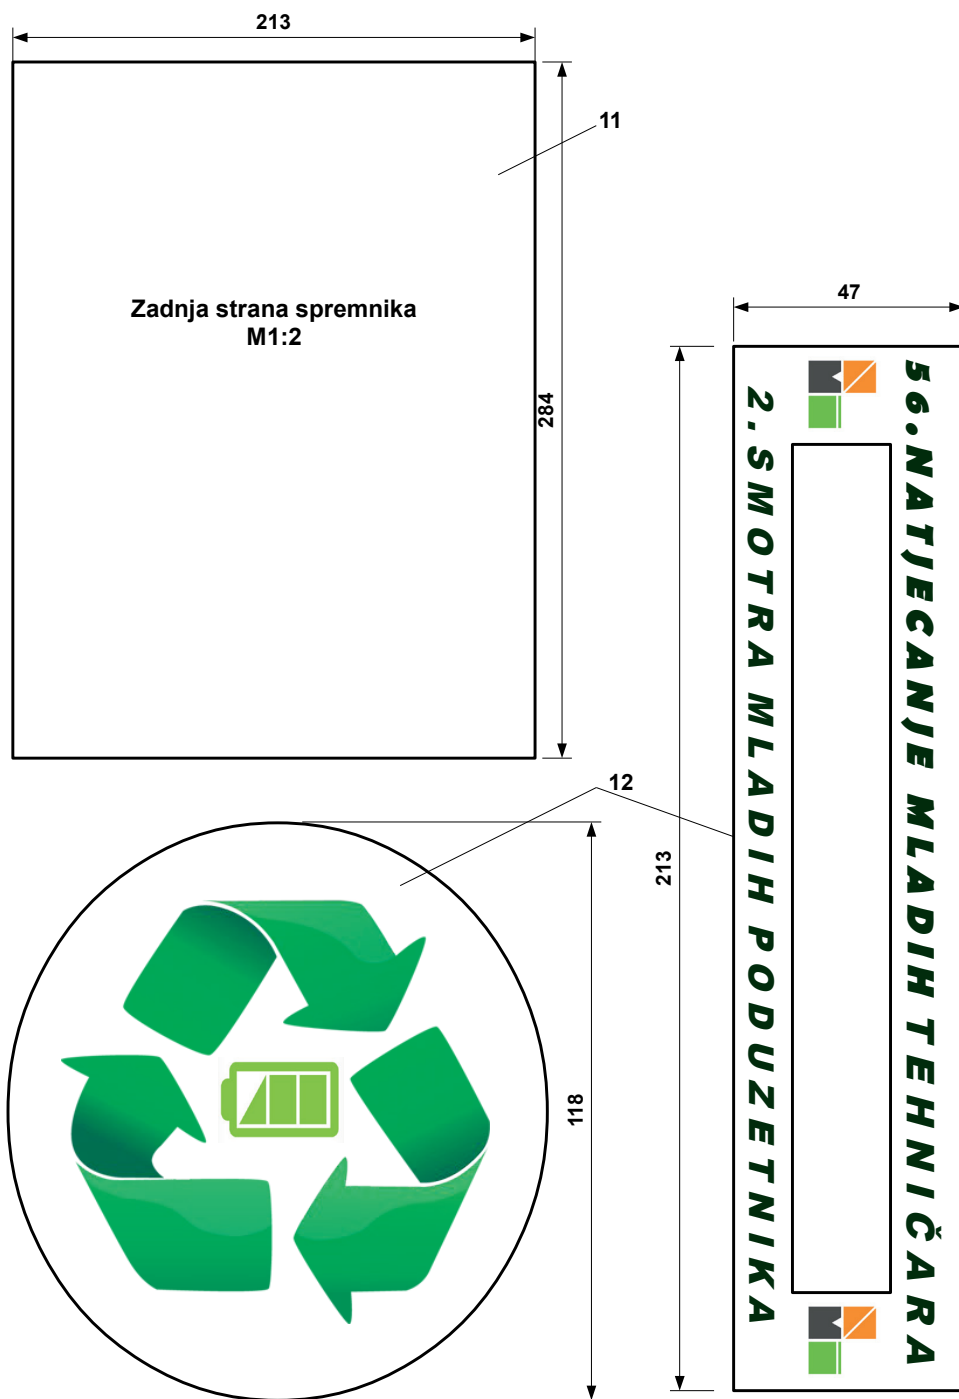 213
11
Zadnja strana spremnika
M1:2
284
47
56.NATJECANJE MLADIH TEHNIČARA
2.SMOTRA MLADIH PODUZETNIKA
12
213
118